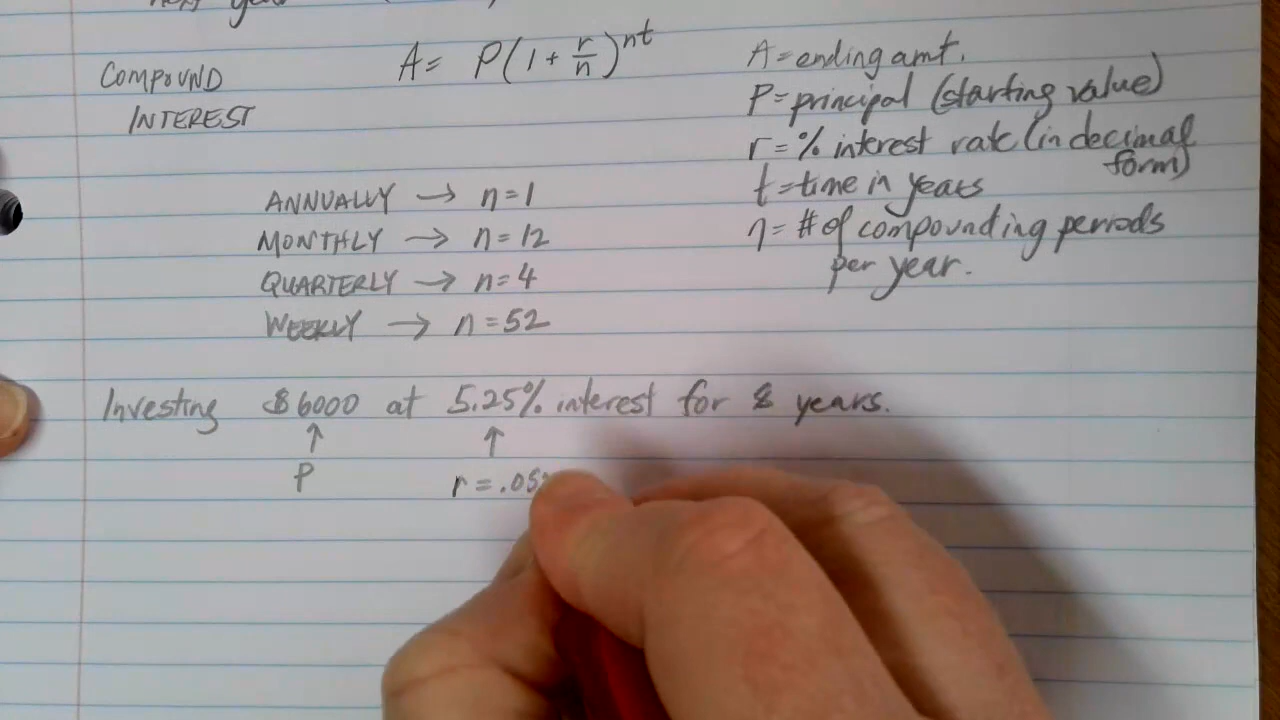 next year
COMPOUND
INTEREST
A = P(1 + r/n)^nt
A = ending amt.
P = principal (starting value)
r = % interest rate (in decimal
form)
t = time in years
n = # of compounding periods
per year.
ANNUALLY → n = 1
MONTHLY → n = 12
QUARTERLY → n = 4
WEEKLY → n = 52
Investing $6000 at 5.25% interest for 8 years.
↑ ↑
P r = .05